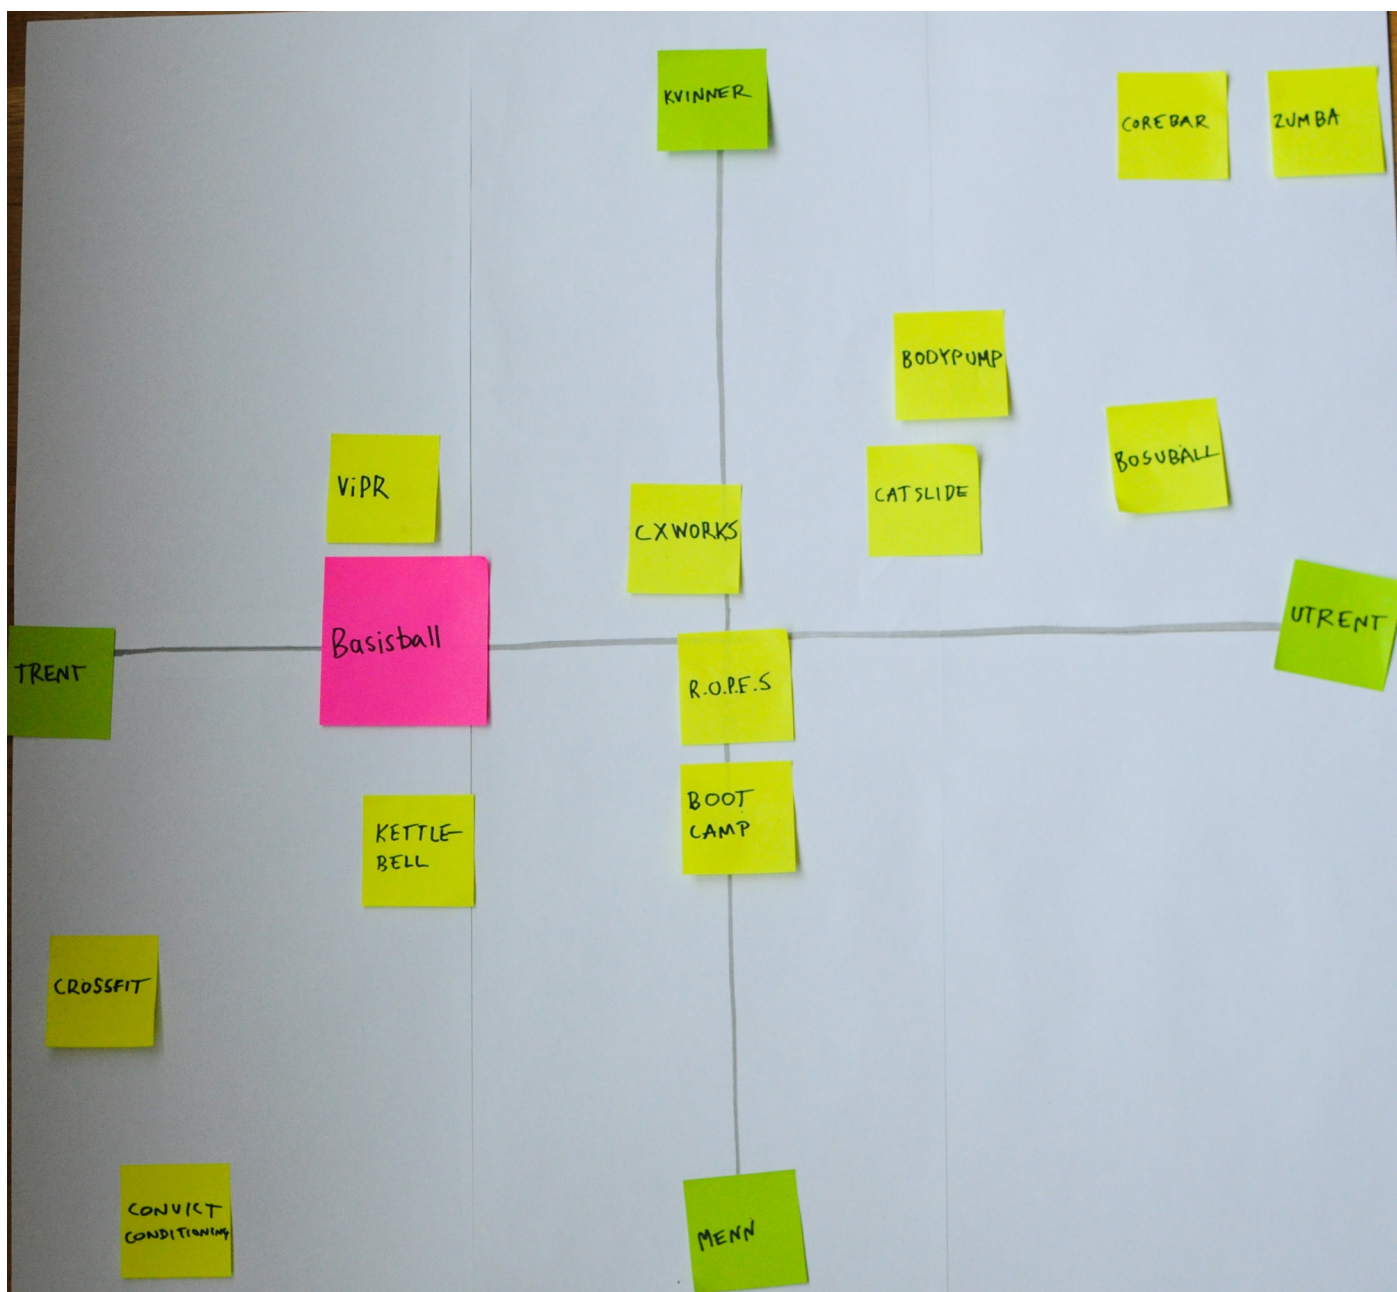 KVINNER
COREBAR
ZUMBA
BODYPUMP
BOSUBALL
ViPR
CATSLIDE
CXWORKS
UTRENT
Basisball
TRENT
R.O.P.E.S
BOOT
CAMP
KETTLE-
BELL
CROSSFIT
CONVICT
CONDITIONING
MENN